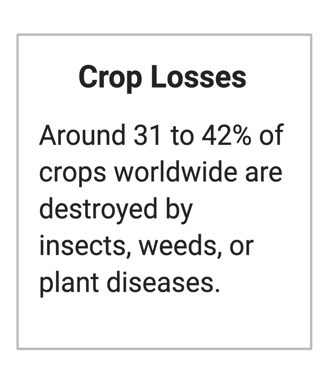 Crop Losses
Around 31 to 42% of
crops worldwide are
destroyed by
insects, weeds, or
plant diseases.